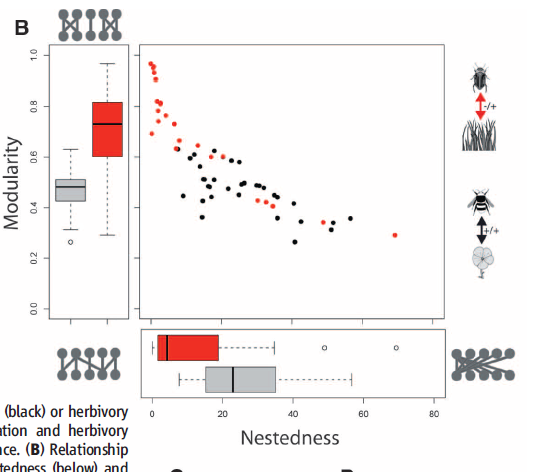 B
Modularity
1.0
0.8
0.6
0.4
0.2
0.0
-/+
+/+
0 20 40 60 80
Nestedness
(black) or herbivory
ation and herbivory
nce. (B) Relationship
tedness (below) and